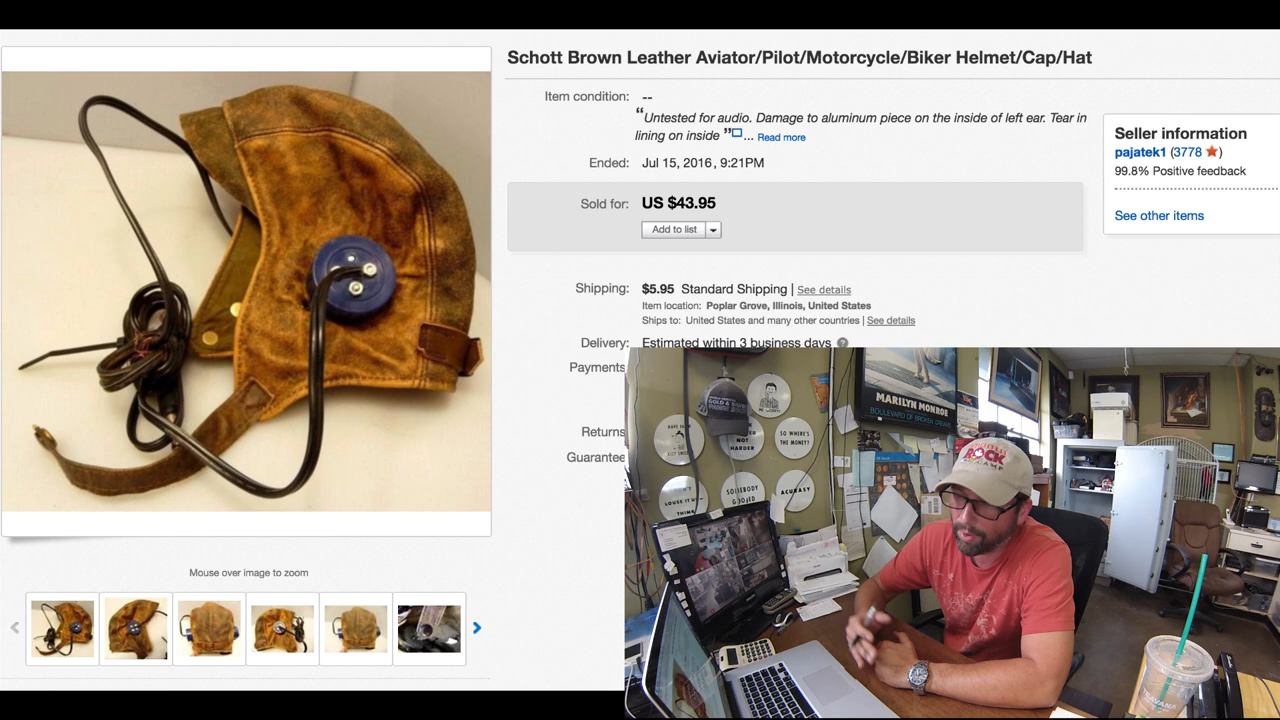 Schott Brown Leather Aviator/Pilot/Motorcycle/Biker Helmet/Cap/Hat
Item condition: --
“Untested for audio. Damage to aluminum piece on the inside of left ear. Tear in
lining on inside ” ... Read more
Ended: Jul 15, 2016 , 9:21PM
Sold for: US $43.95
Add to list
Shipping: $5.95 Standard Shipping | See details
Item location: Poplar Grove, Illinois, United States
Ships to: United States and many other countries | See details
Delivery: Estimated within 3 business days ?
Payments
Returns
Guarantee
Seller information
pajatek1 (3778 )
99.8% Positive feedback
See other items
Mouse over image to zoom
MARILYN MONROE
BOULEVARD OF BROKEN DREAMS
SO WHERE'S
THE MONEY?
NOT
HARDER
SOMEBODY
GOOFED
ACURASY
THINK
ROCK